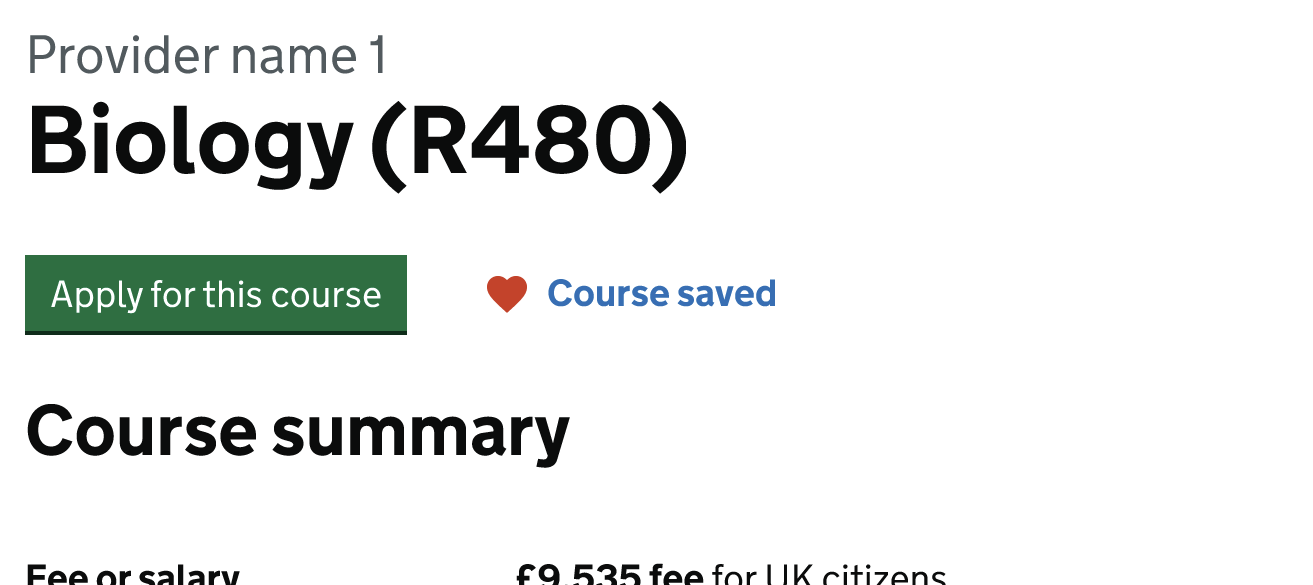 Provider name 1
Biology (R480)
Apply for this course
Course saved
Course summary
Fee or salary
£9,535 fee for UK citizens